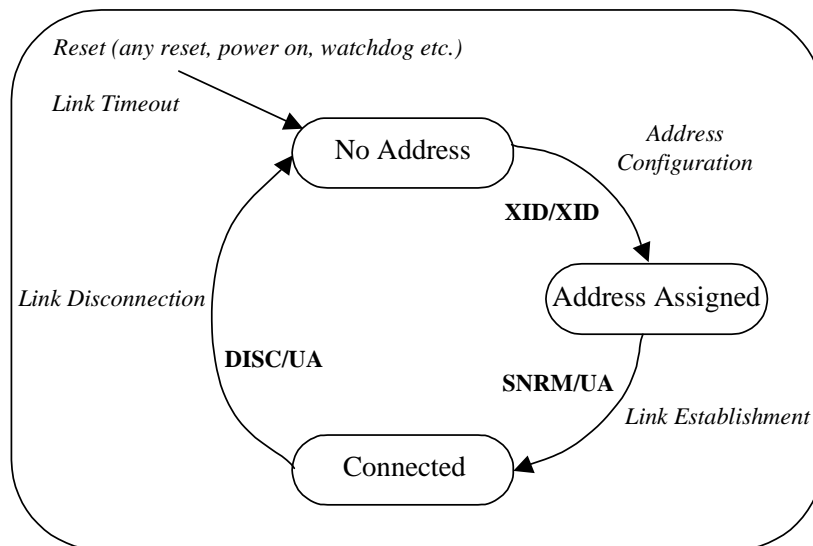 Reset (any reset, power on, watchdog etc.)
Link Timeout
No Address
Address
Configuration
XID/XID
Address Assigned
Link Disconnection
DISC/UA
SNRM/UA
Link Establishment
Connected